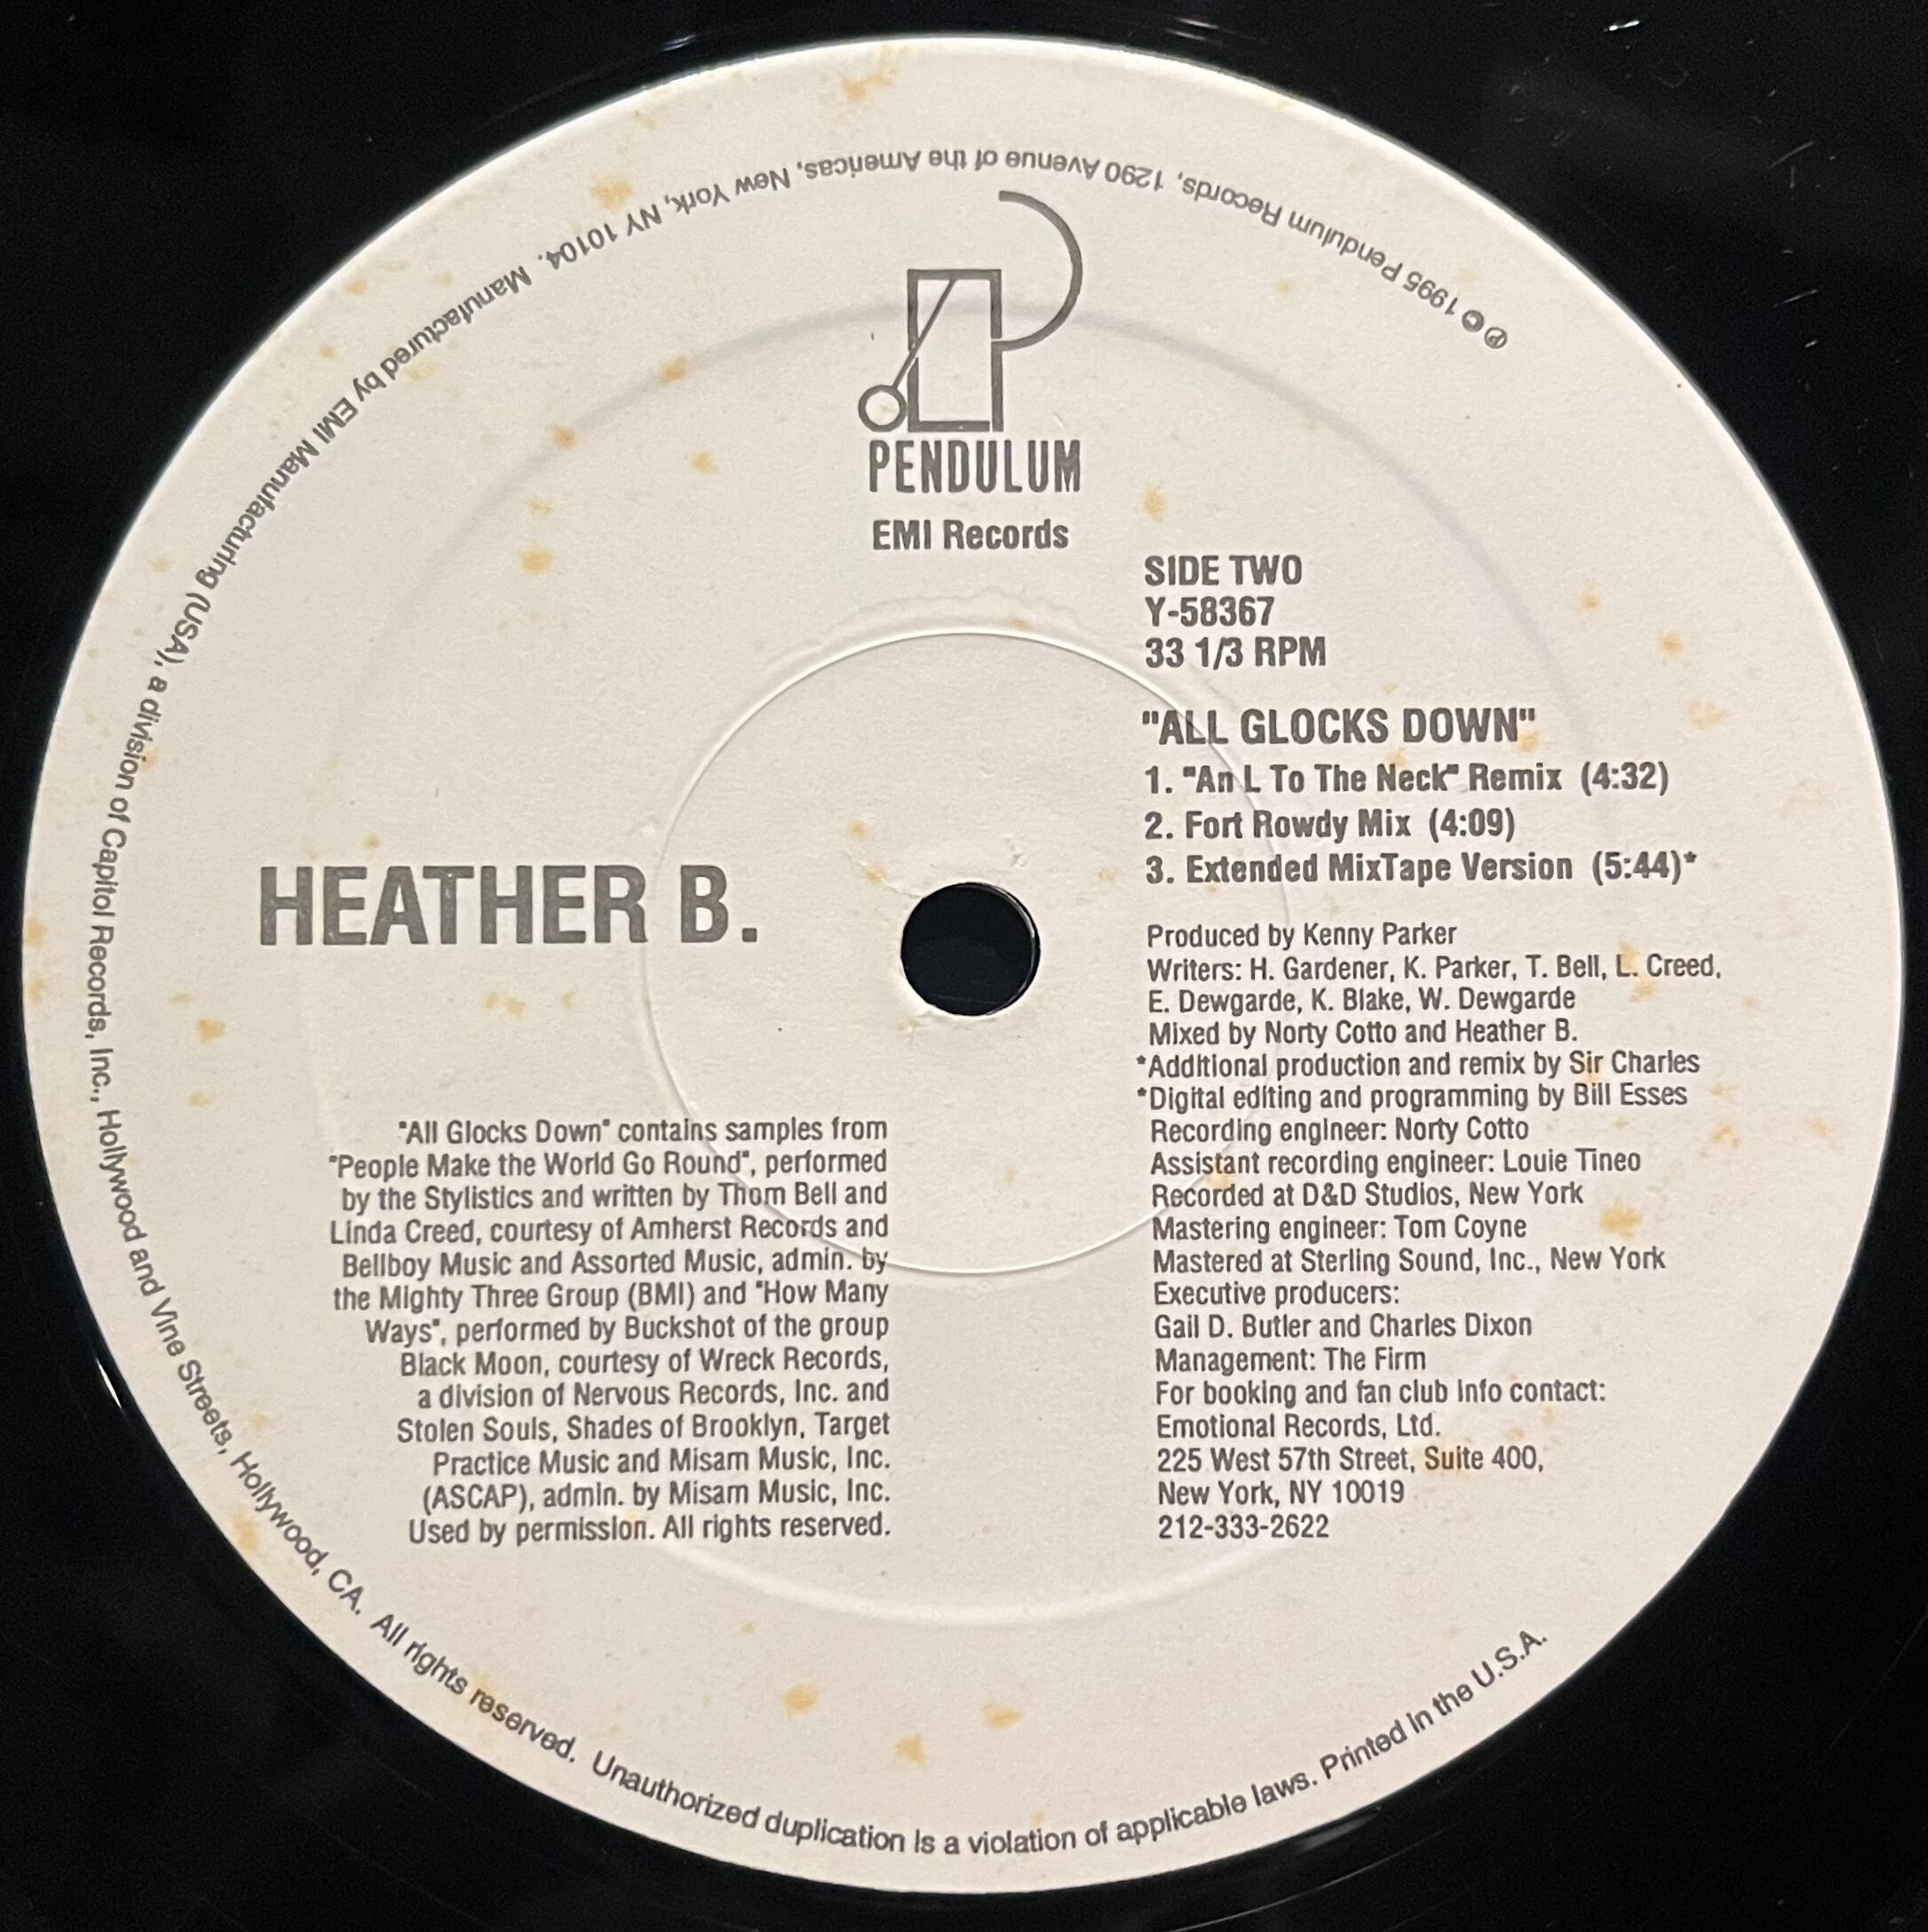 PENDULUM
EMI Records
SIDE TWO
Y-58367
33 1/3 RPM
"ALL GLOCKS DOWN"
1. "An L To The Neck" Remix (4:32)
2. Fort Rowdy Mix (4:09)
3. Extended MixTape Version (5:44)*
HEATHER B.
Produced by Kenny Parker
Writers: H. Gardener, K. Parker, T. Bell, L. Creed,
E. Dewgarde, K. Blake, W. Dewgarde
Mixed by Norty Cotto and Heather B.
*Additional production and remix by Sir Charles
*Digital editing and programming by Bill Esses
Recording engineer: Norty Cotto
Assistant recording engineer: Louie Tineo
Recorded at D&D Studios, New York
Mastering engineer: Tom Coyne
Mastered at Sterling Sound, Inc., New York
Executive producers:
Gail D. Butler and Charles Dixon
Management: The Firm
For booking and fan club info contact:
Emotional Records, Ltd.
225 West 57th Street, Suite 400,
New York, NY 10019
212-333-2622
"All Glocks Down" contains samples from
"People Make the World Go Round", performed
by the Stylistics and written by Thom Bell and
Linda Creed, courtesy of Amherst Records and
Bellboy Music and Assorted Music, admin. by
the Mighty Three Group (BMI) and "How Many
Ways", performed by Buckshot of the group
Black Moon, courtesy of Wreck Records,
a division of Nervous Records, Inc. and
Stolen Souls, Shades of Brooklyn, Target
Practice Music and Misam Music, Inc.
(ASCAP), admin. by Misam Music, Inc.
Used by permission. All rights reserved.
℗ © 1995 Pendulum Records, 1290 Avenue of the Americas, New York, NY 10104. Manufactured by EMI Manufacturing (USA), a division of Capitol Records, Inc., Hollywood and Vine Streets, Hollywood, CA. All rights reserved. Unauthorized duplication is a violation of applicable laws. Printed in the U.S.A.